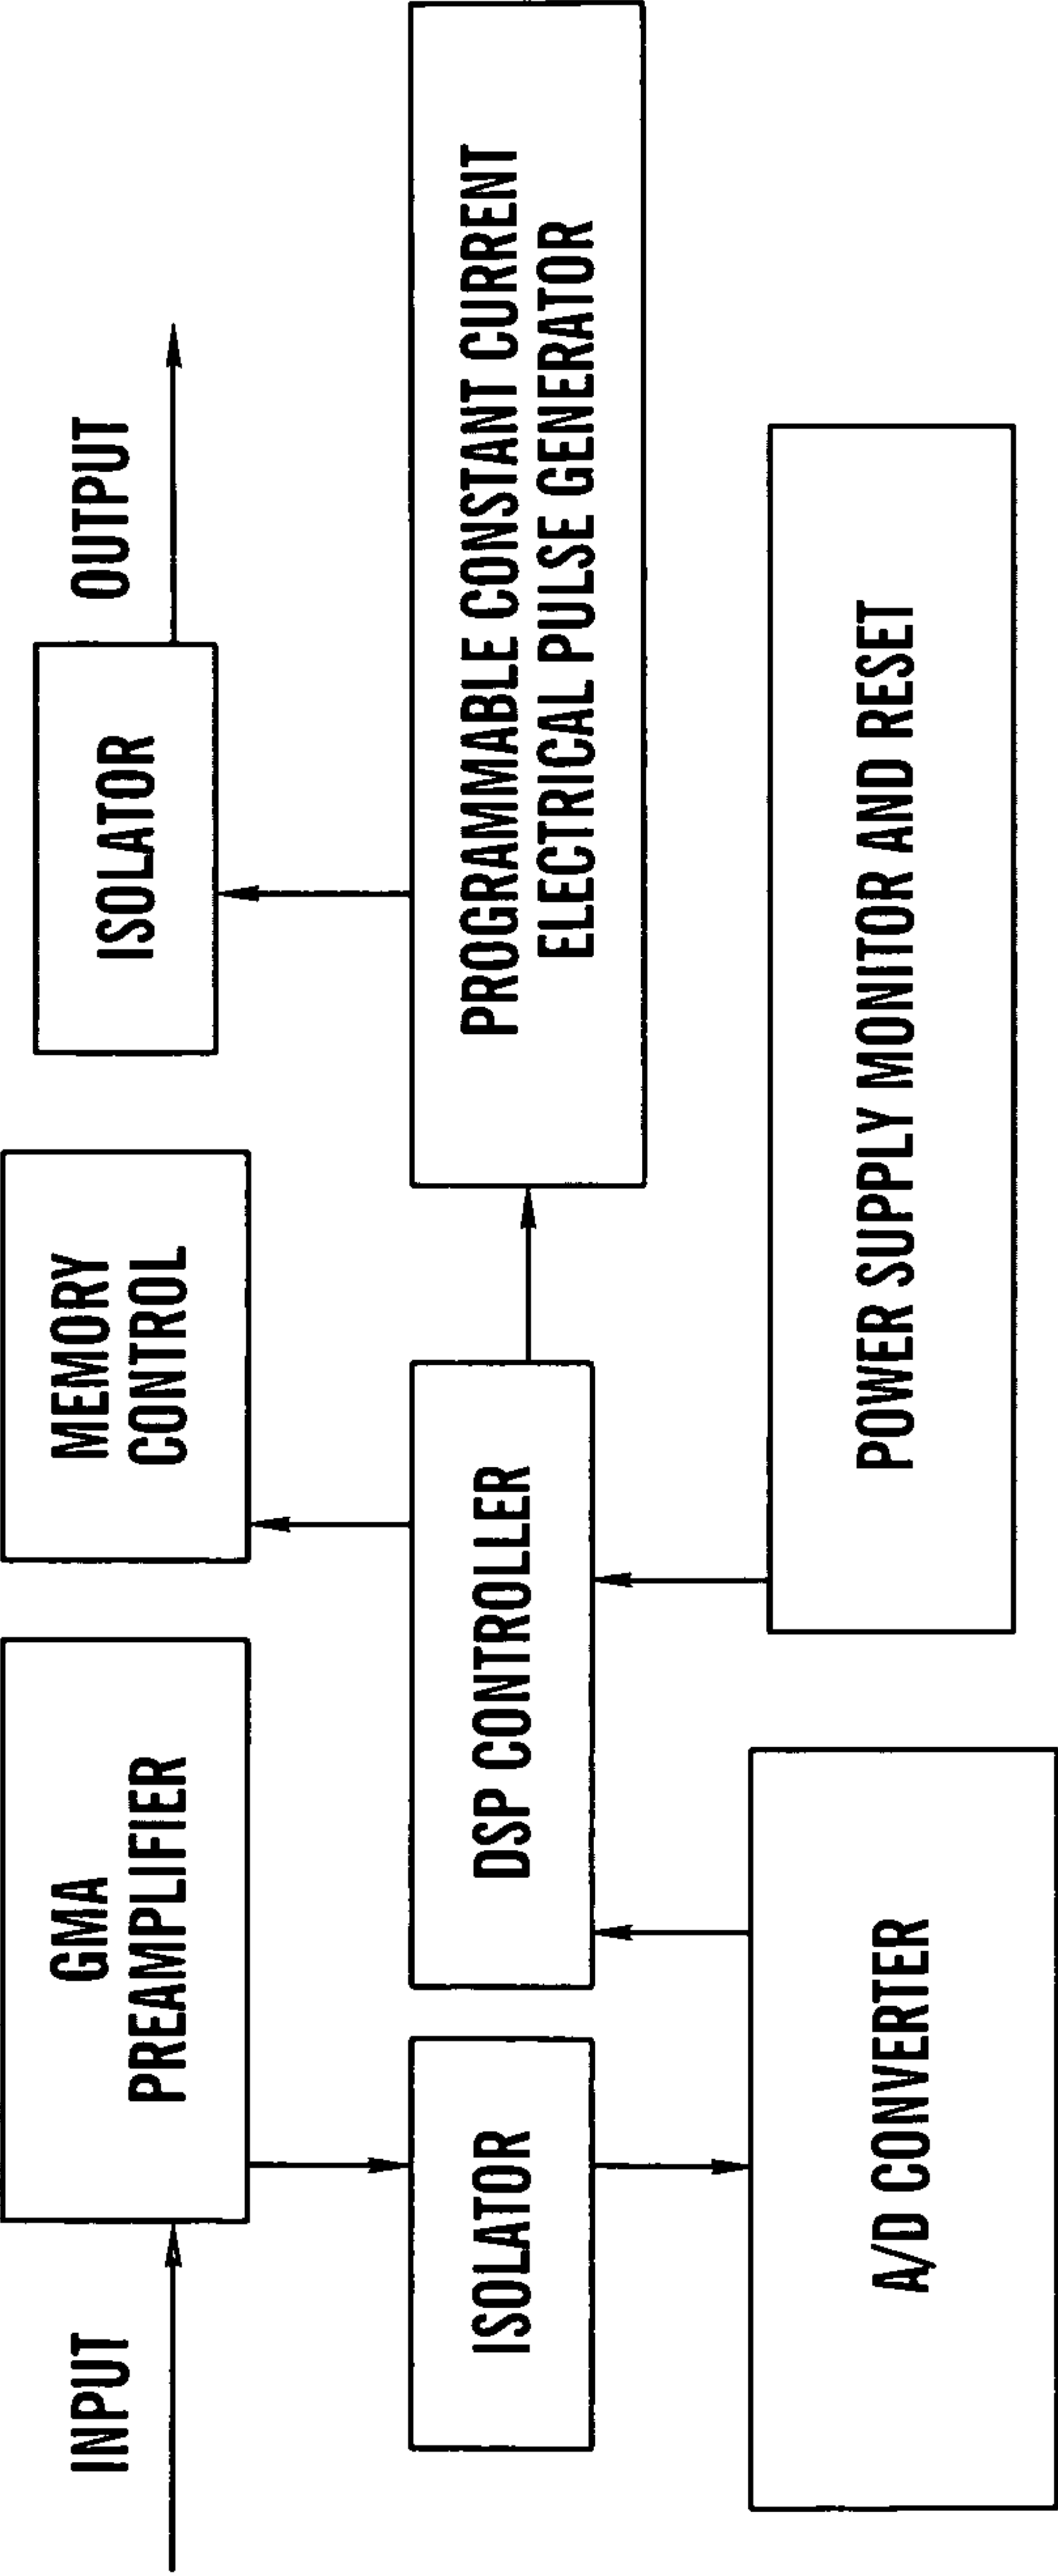 INPUT
GMA
PREAMPLIFIER
MEMORY
CONTROL
ISOLATOR
OUTPUT
ISOLATOR
DSP CONTROLLER
PROGRAMMABLE CONSTANT CURRENT
ELECTRICAL PULSE GENERATOR
A/D CONVERTER
POWER SUPPLY MONITOR AND RESET